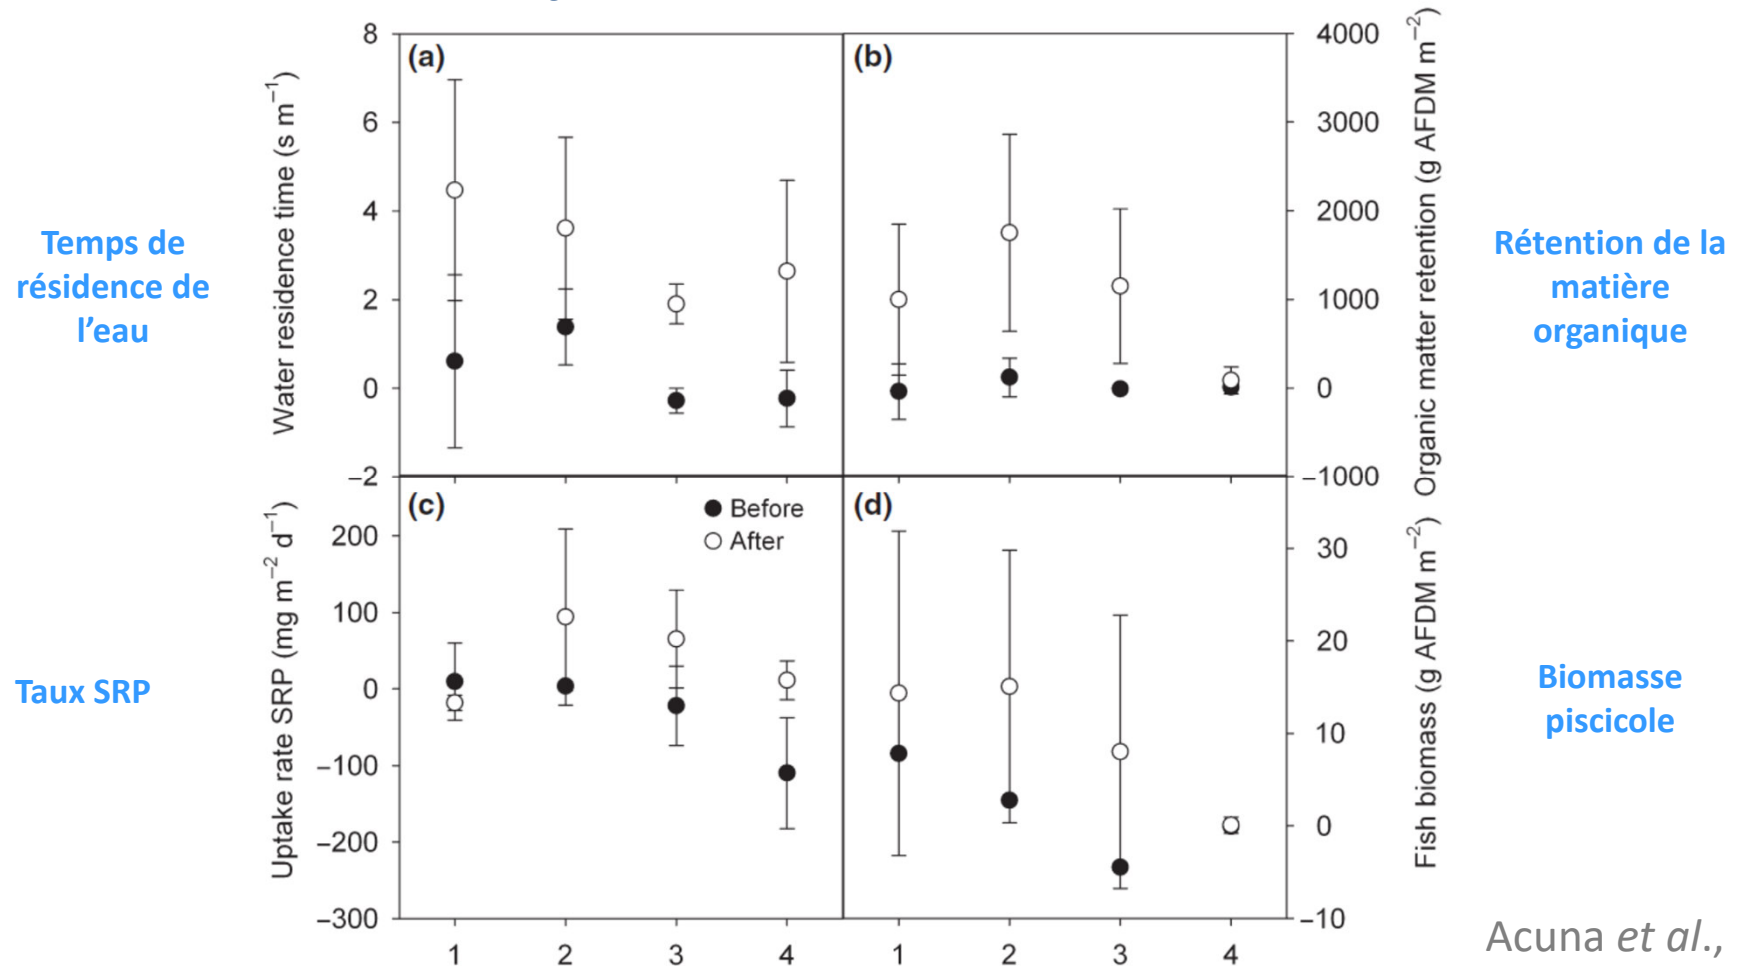 8
6
4
2
0
−2
Water residence time (s m−1)
(a)
(b)
4000
3000
2000
1000
0
−1000
Organic matter retention (g AFDM m−2)
Temps de
résidence de
l’eau
Rétention de la
matière
organique
200
100
0
−100
−200
−300
Uptake rate SRP (mg m−2 d−1)
(c)
Before
After
(d)
30
20
10
0
−10
Fish biomass (g AFDM m−2)
Taux SRP
Biomasse
piscicole
1 2 3 4 1 2 3 4
Acuna et al.,